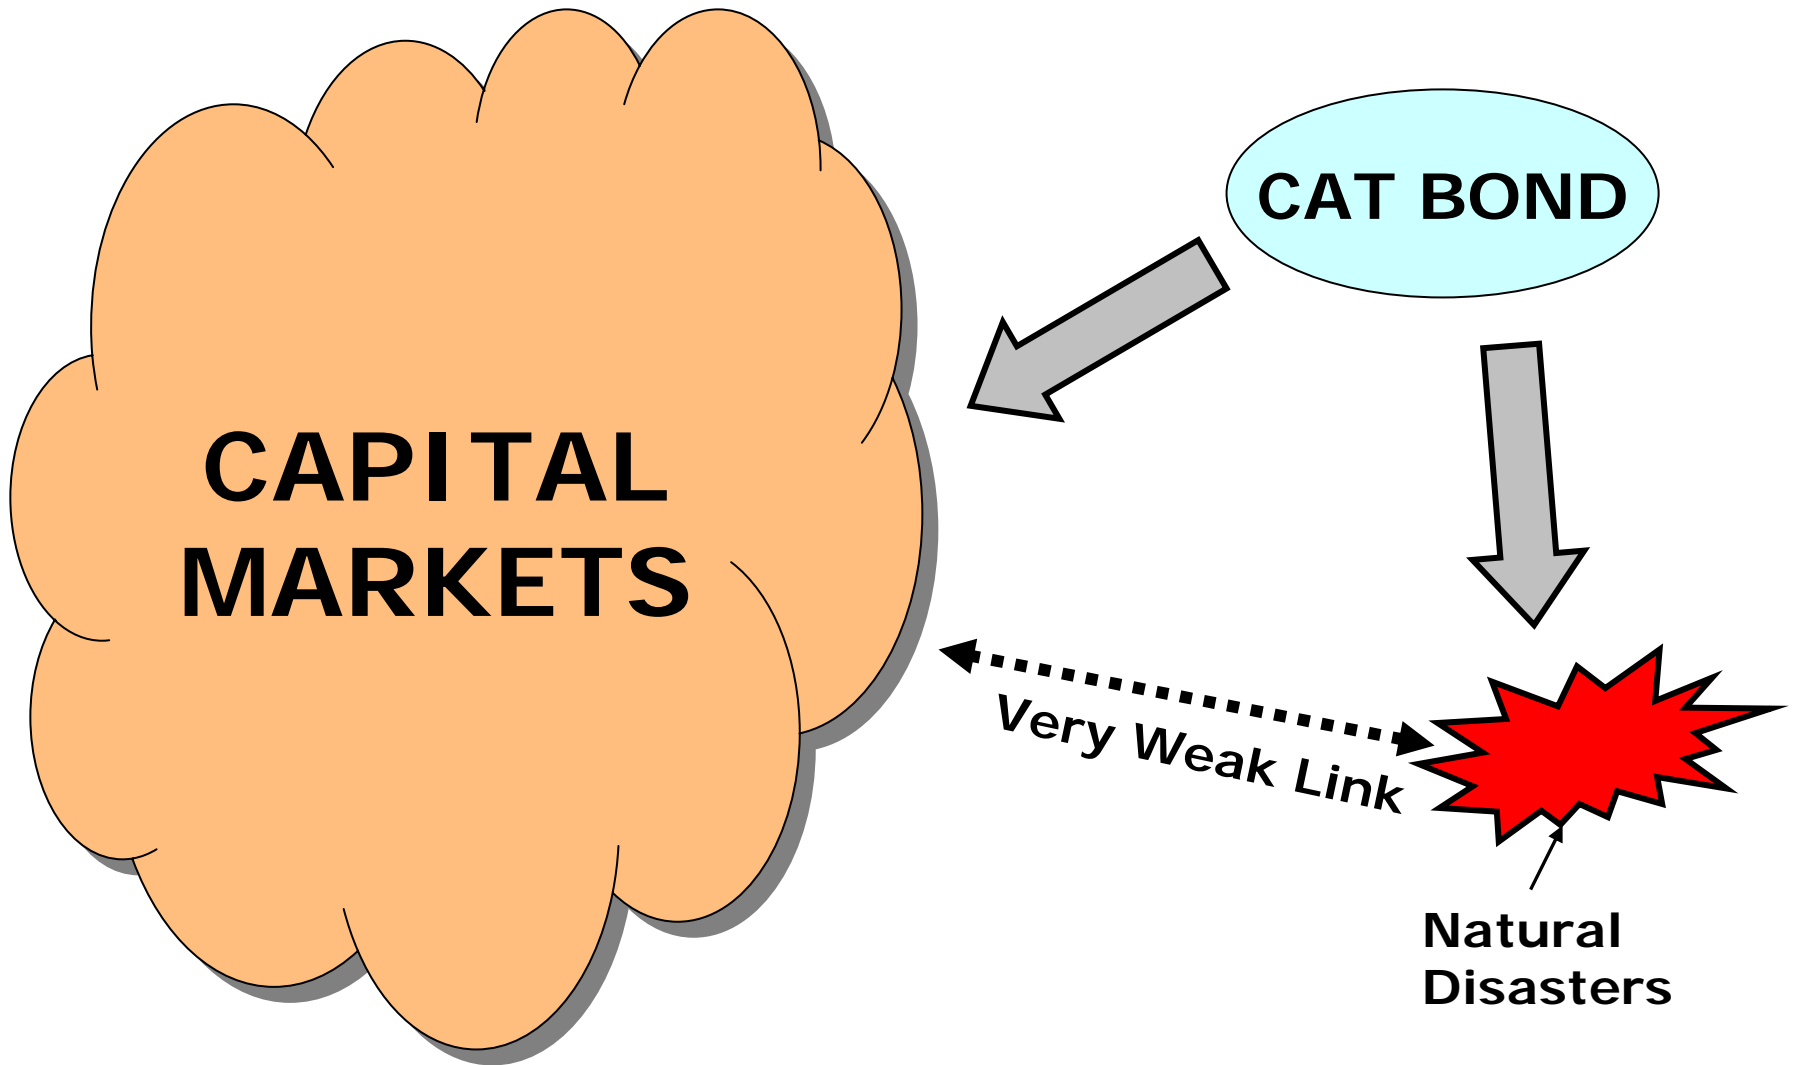 CAT BOND
CAPITAL
MARKETS
Very Weak Link
Natural
Disasters